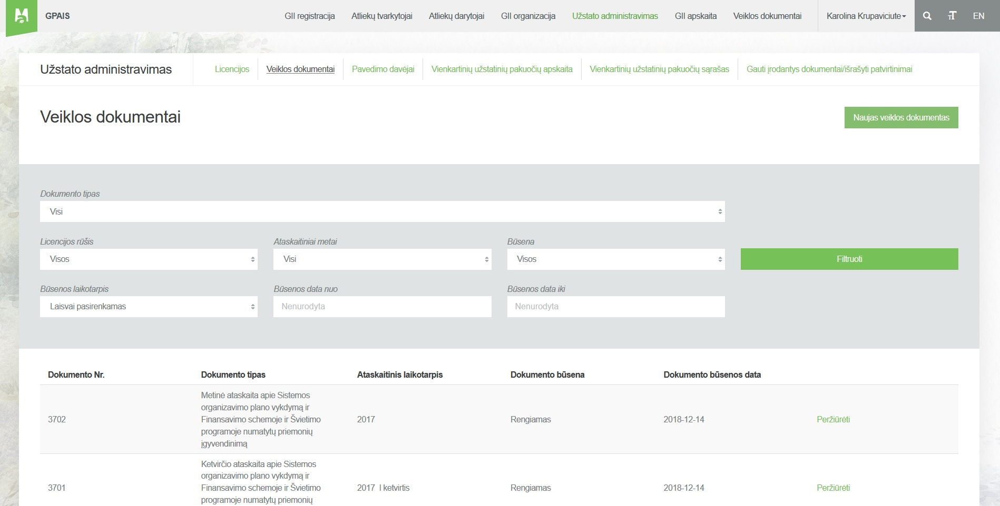 GPAIS
GII registracija
Atliekų tvarkytojai
Atliekų darytojai
GII organizacija
Užstato administravimas
GII apskaita
Veiklos dokumentai
Karolina Krupaviciute
EN
Užstato administravimas
Licencijos
Veiklos dokumentai
Pavedimo davėjai
Vienkartinių užstatinių pakuočių apskaita
Vienkartinių užstatinių pakuočių sąrašas
Gauti įrodantys dokumentai/išrašyti patvirtinimai
Veiklos dokumentai
Naujas veiklos dokumentas
Dokumento tipas
Visi
Licencijos rūšis
Ataskaitiniai metai
Būsena
Visos
Visi
Visos
Filtruoti
Būsenos laikotarpis
Būsenos data nuo
Būsenos data iki
Laisvai pasirenkamas
Nenurodyta
Nenurodyta
Dokumento Nr.
Dokumento tipas
Ataskaitinis laikotarpis
Dokumento būsena
Dokumento būsenos data
3702
Metinė ataskaita apie Sistemos
organizavimo plano vykdymą ir
Finansavimo schemoje ir Švietimo
programoje numatytų priemonių
įgyvendinimą
2017
Rengiamas
2018-12-14
Peržiūrėti
3701
Ketvirčio ataskaita apie Sistemos
organizavimo plano vykdymą ir
Finansavimo schemoje ir Švietimo
programoje numatytų priemonių
2017 I ketvirtis
Rengiamas
2018-12-14
Peržiūrėti